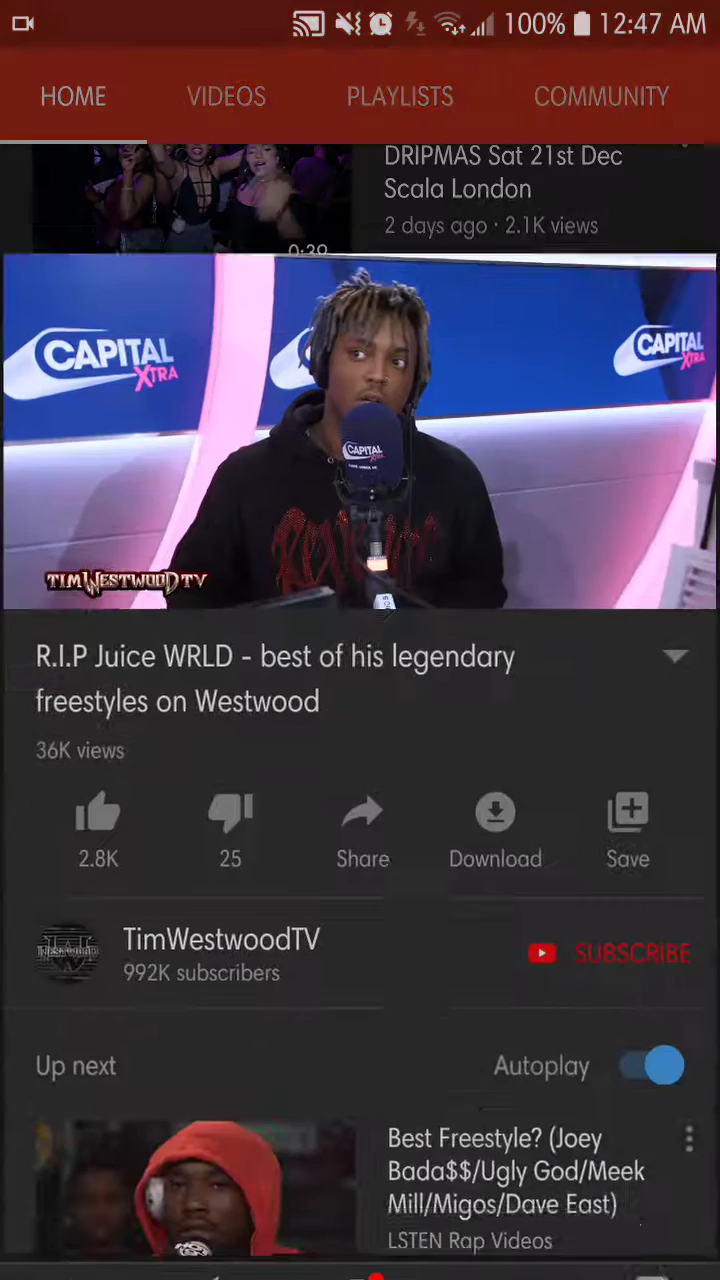 100% 12:47 AM
HOME VIDEOS PLAYLISTS COMMUNITY
DRIPMAS Sat 21st Dec
Scala London
2 days ago · 2.1K views
0:39
CAPITAL
XTRA
CAPITAL
XTRA
CAPITAL
XTRA
TIMWESTWOODTV
R.I.P Juice WRLD - best of his legendary
freestyles on Westwood
36K views
2.8K 25 Share Download Save
TimWestwoodTV
992K subscribers
SUBSCRIBE
Up next Autoplay
Best Freestyle? (Joey
Bada$$/Ugly God/Meek
Mill/Migos/Dave East)
LSTEN Rap Videos